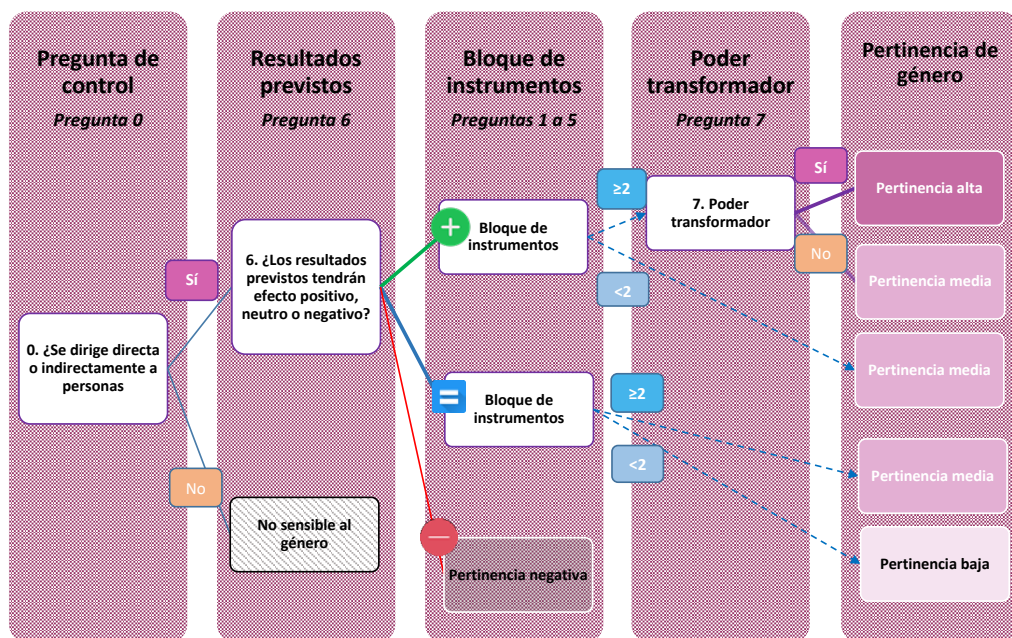 Pregunta de
control
Pregunta 0
Resultados
previstos
Pregunta 6
Bloque de
instrumentos
Preguntas 1 a 5
Poder
transformador
Pregunta 7
Pertinencia de
género
0. ¿Se dirige directa
o indirectamente a
personas
Sí
No
6. ¿Los resultados
previstos tendrán
efecto positivo,
neutro o negativo?
No sensible al
género
+
Bloque de
instrumentos
=
Bloque de
instrumentos
−
Pertinencia negativa
≥2
<2
≥2
<2
7. Poder
transformador
Sí
No
Pertinencia alta
Pertinencia media
Pertinencia media
Pertinencia media
Pertinencia baja